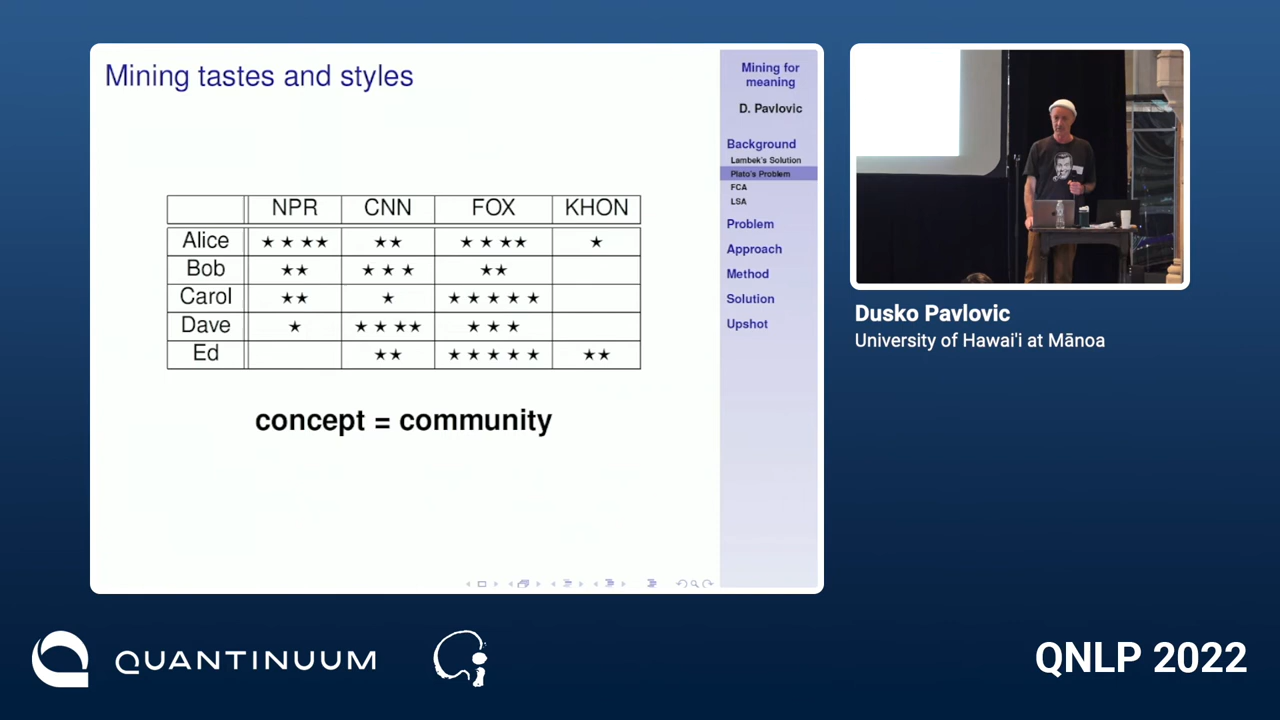 Mining tastes and styles
NPR CNN FOX KHON
Alice ★★★★ ★★ ★★★★ ★
Bob ★★ ★★★ ★★
Carol ★★ ★ ★★★★★
Dave ★ ★★★★ ★★★
Ed ★★ ★★★★★ ★★
concept = community
Mining for
meaning
D. Pavlovic
Background
Lambek's Solution
Plato's Problem
FCA
LSA
Problem
Approach
Method
Solution
Upshot
Dusko Pavlovic
University of Hawai'i at Mānoa
QUANTINUUM
QNLP 2022